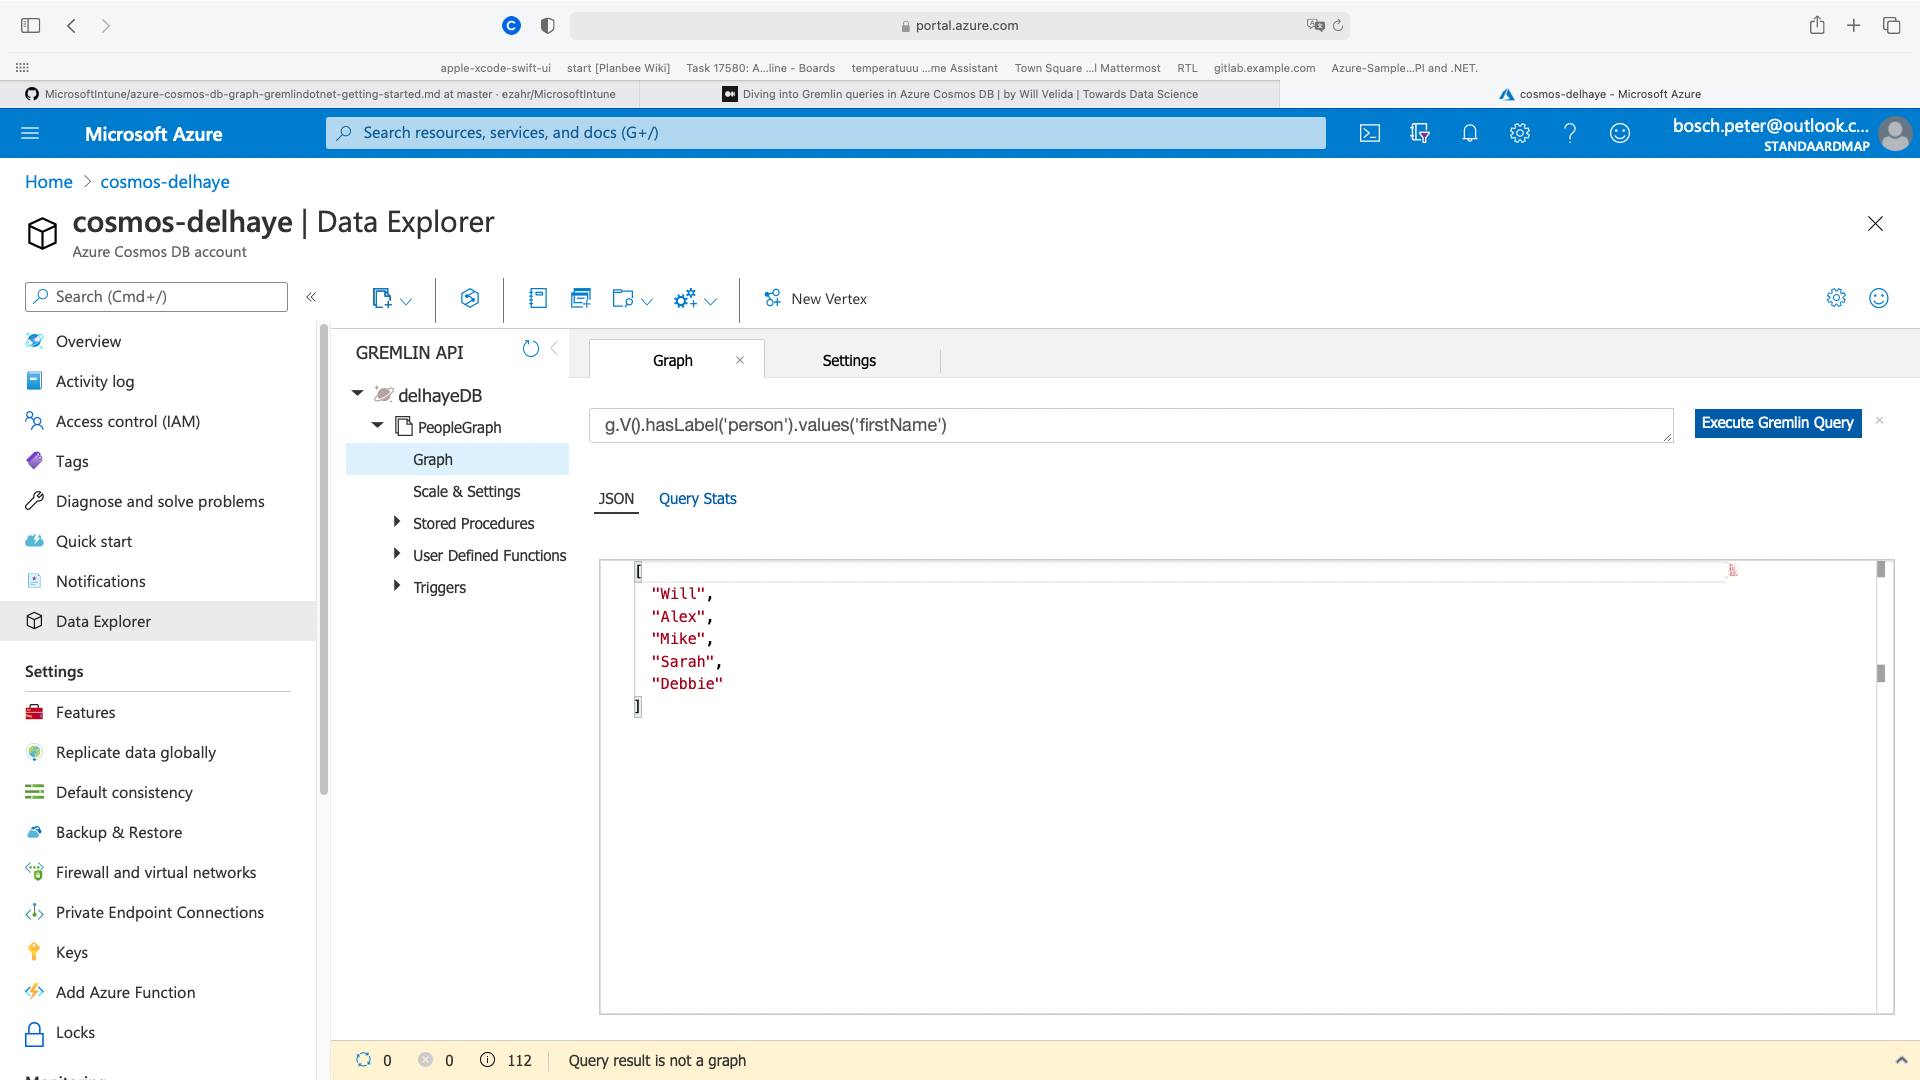 portal.azure.com
apple-xcode-swift-ui start [Planbee Wiki] Task 17580: A...line - Boards temperatuuu ...me Assistant Town Square ...l Mattermost RTL gitlab.example.com Azure-Sample...PI and .NET.
MicrosoftIntune/azure-cosmos-db-graph-gremlindotnet-getting-started.md at master · ezahr/MicrosoftIntune
Diving into Gremlin queries in Azure Cosmos DB | by Will Velida | Towards Data Science
cosmos-delhaye - Microsoft Azure
Microsoft Azure
Search resources, services, and docs (G+/)
bosch.peter@outlook.c...
STANDAARDMAP
Home > cosmos-delhaye
cosmos-delhaye | Data Explorer
Azure Cosmos DB account
Search (Cmd+/)
«
New Vertex
Overview
Activity log
Access control (IAM)
Tags
Diagnose and solve problems
Quick start
Notifications
Data Explorer
Settings
Features
Replicate data globally
Default consistency
Backup & Restore
Firewall and virtual networks
Private Endpoint Connections
Keys
Add Azure Function
Locks
Monitoring
GREMLIN API
delhayeDB
PeopleGraph
Graph
Scale & Settings
Stored Procedures
User Defined Functions
Triggers
Graph
Settings
g.V().hasLabel('person').values('firstName')
Execute Gremlin Query
JSON
Query Stats
[
"Will",
"Alex",
"Mike",
"Sarah",
"Debbie"
]
0 0 112 Query result is not a graph